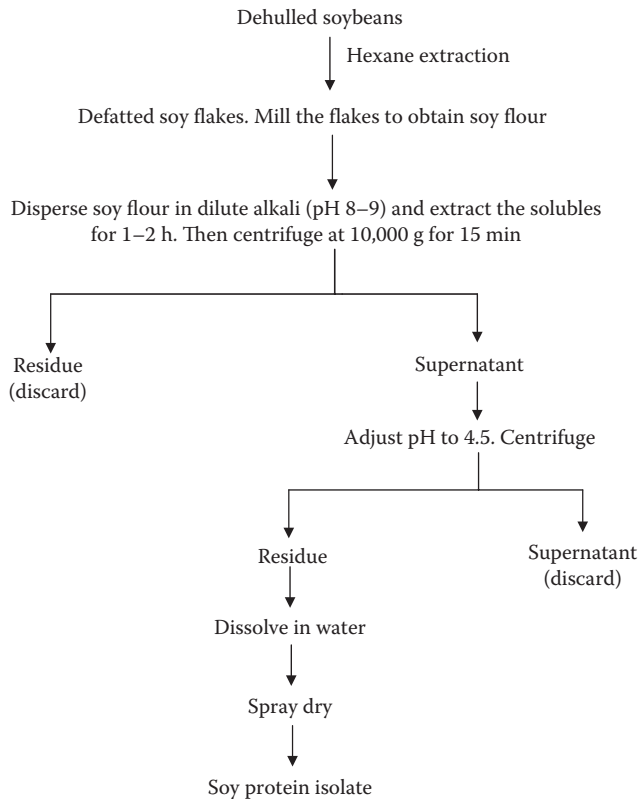 Dehulled soybeans
Hexane extraction
Defatted soy flakes. Mill the flakes to obtain soy flour
Disperse soy flour in dilute alkali (pH 8–9) and extract the solubles
for 1–2 h. Then centrifuge at 10,000 g for 15 min
Residue
(discard)
Supernatant
Adjust pH to 4.5. Centrifuge
Residue
Supernatant
(discard)
Dissolve in water
Spray dry
Soy protein isolate